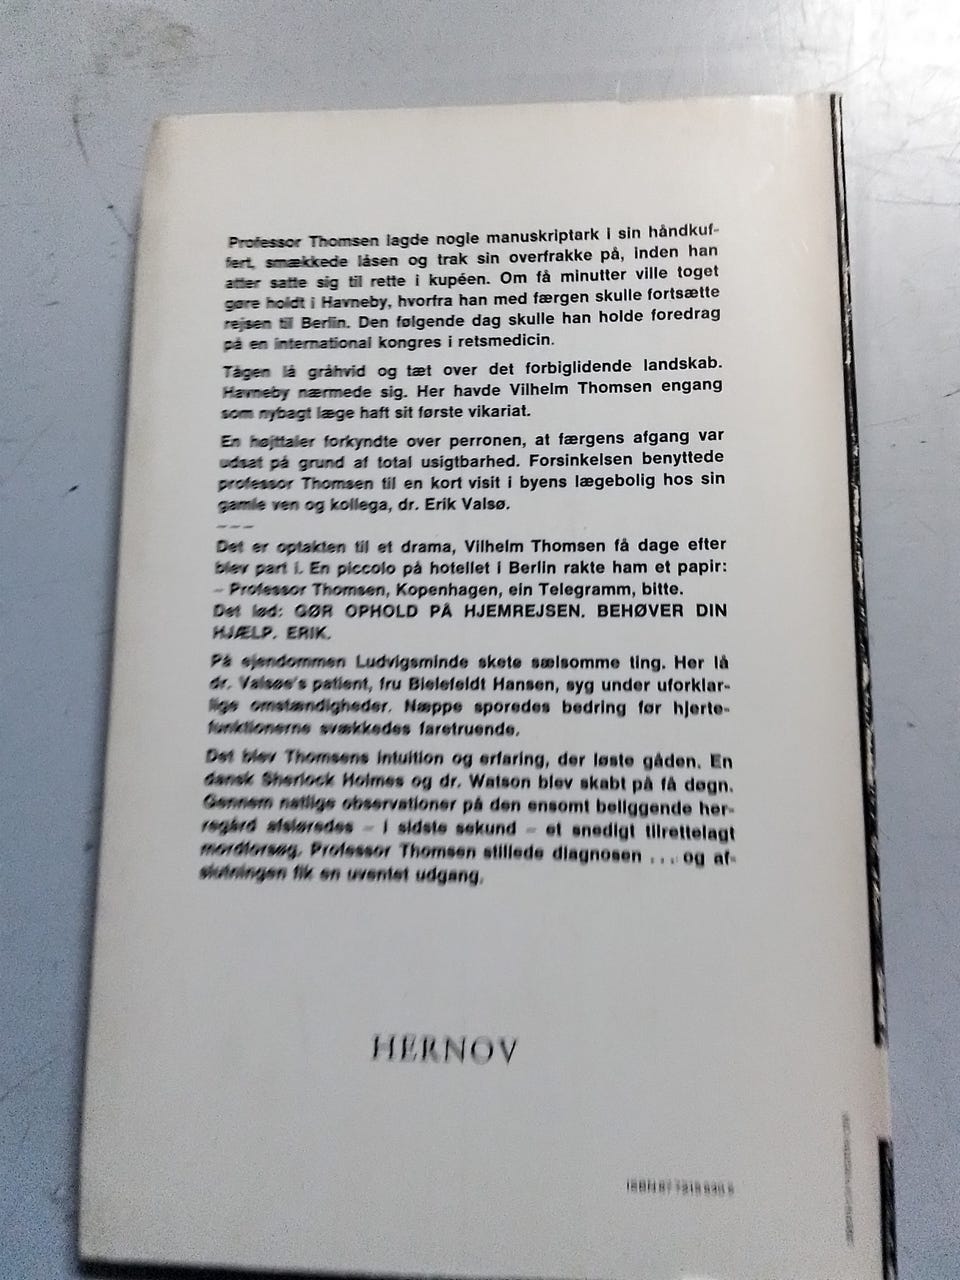 Professor Thomsen lagde nogle manuskriptark i sin håndkuf-
fert, smækkede låsen og trak sin overfrakke på, inden han
atter satte sig til rette i kupéen. Om få minutter ville toget
gøre holdt i Havneby, hvorfra han med færgen skulle fortsætte
rejsen til Berlin. Den følgende dag skulle han holde foredrag
på en international kongres i retsmedicin.
Tågen lå gråhvid og tæt over det forbiglidende landskab.
Havneby nærmede sig. Her havde Vilhelm Thomsen engang
som nybagt læge haft sit første vikariat.
En højttaler forkyndte over perronen, at færgens afgang var
udsat på grund af total usigtbarhed. Forsinkelsen benyttede
professor Thomsen til en kort visit i byens lægebolig hos sin
gamle ven og kollega, dr. Erik Valsø.
– – –
Det er optakten til et drama, Vilhelm Thomsen få dage efter
blev part i. En piccolo på hotellet i Berlin rakte ham et papir:
– Professor Thomsen, Kopenhagen, ein Telegramm, bitte.
Det lød: GØR OPHOLD PÅ HJEMREJSEN. BEHØVER DIN
HJÆLP. ERIK.
På ejendommen Ludvigsminde skete sælsomme ting. Her lå
dr. Valsøe's patient, fru Bielefeldt Hansen, syg under uforklar-
lige omstændigheder. Næppe sporedes bedring før hjerte-
funktionerne svækkedes faretruende.
Det blev Thomsens intuition og erfaring, der løste gåden. En
dansk Sherlock Holmes og dr. Watson blev skabt på få døgn.
Gennem natlige observationer på den ensomt beliggende her-
regård afsløredes – i sidste sekund – et snedigt tilrettelagt
mordforsøg. Professor Thomsen stillede diagnosen ... og af-
slutningen fik en uventet udgang.
HERNOV
ISBN 87